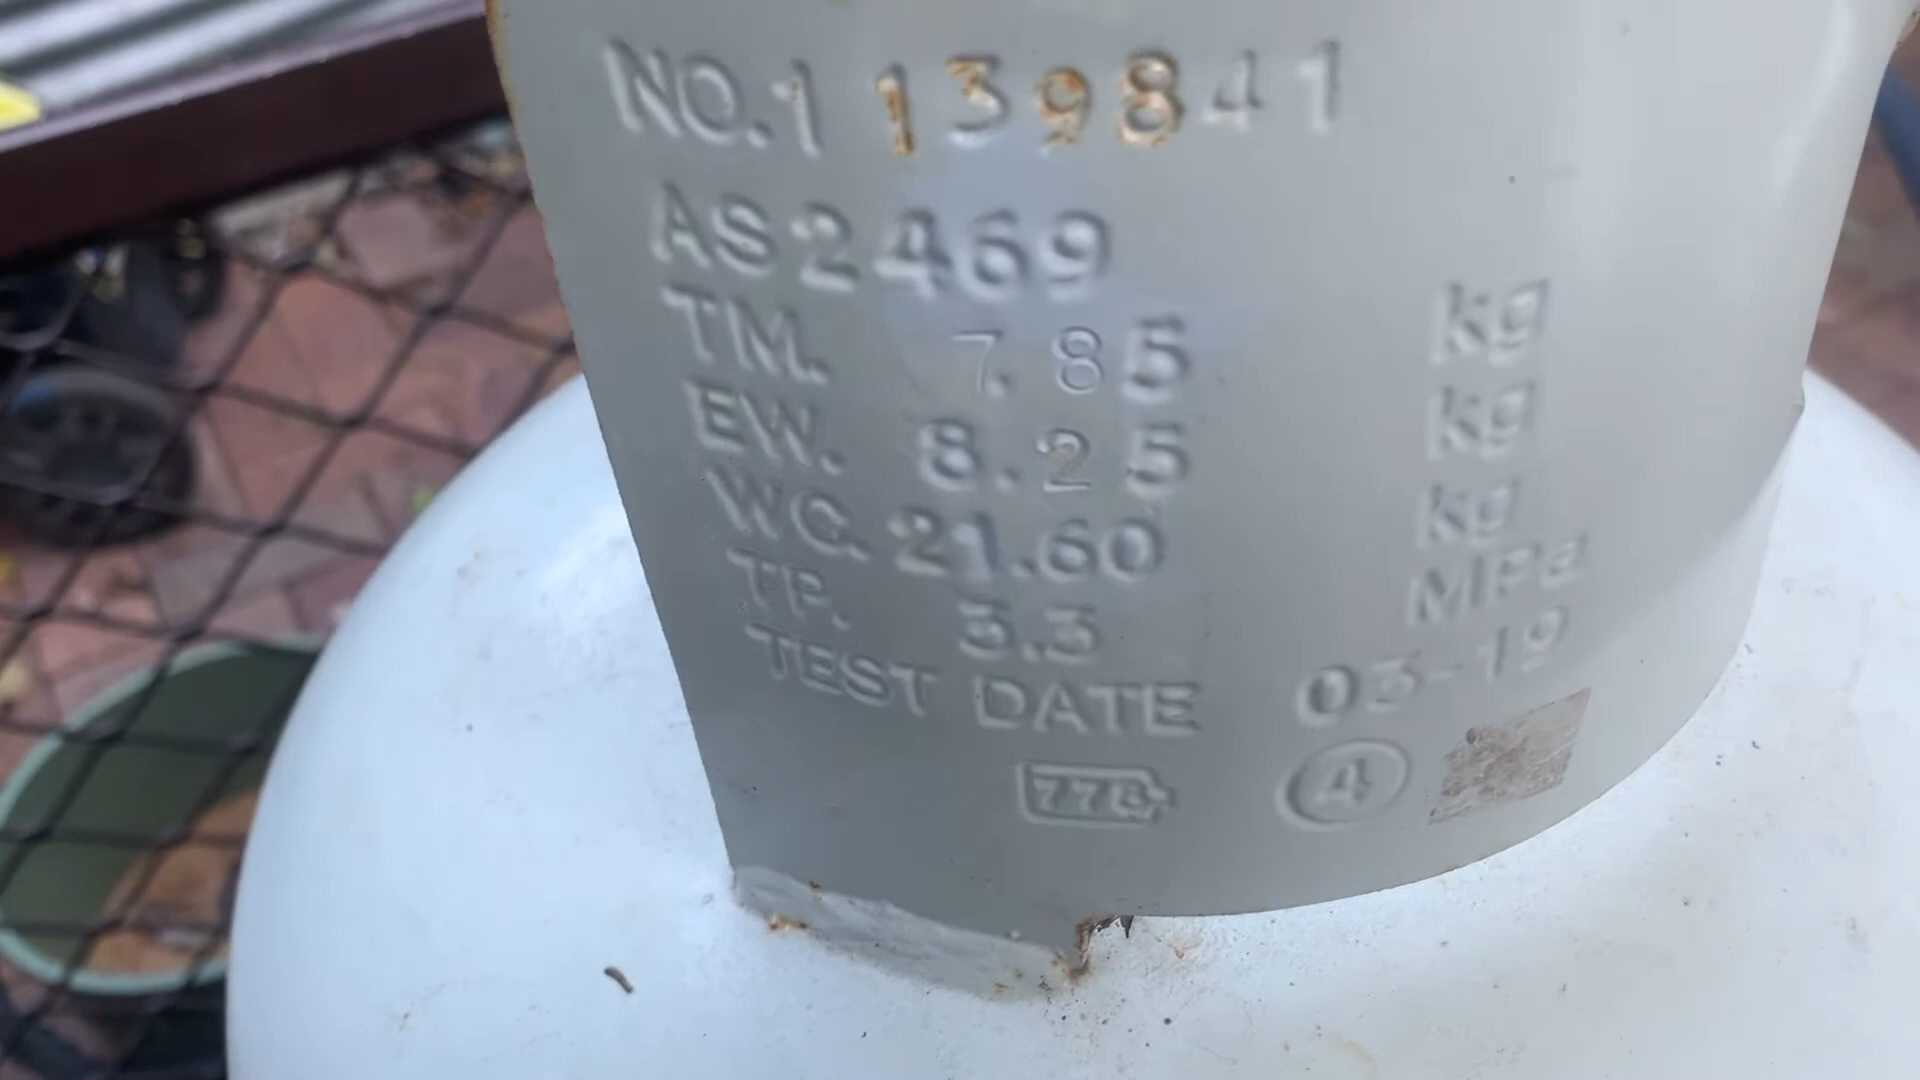 NO.1 139841
AS2469
TM. 7.85 kg
EW. 8.25 kg
WC. 21.60 kg
TP. 3.3 MPa
TEST DATE 03-19
4